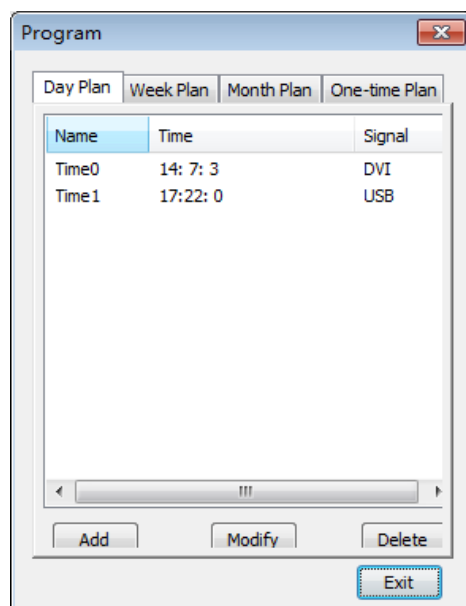 Program
Day Plan Week Plan Month Plan One-time Plan
Name Time Signal
Time0 14: 7: 3 DVI
Time1 17:22: 0 USB
Add Modify Delete
Exit